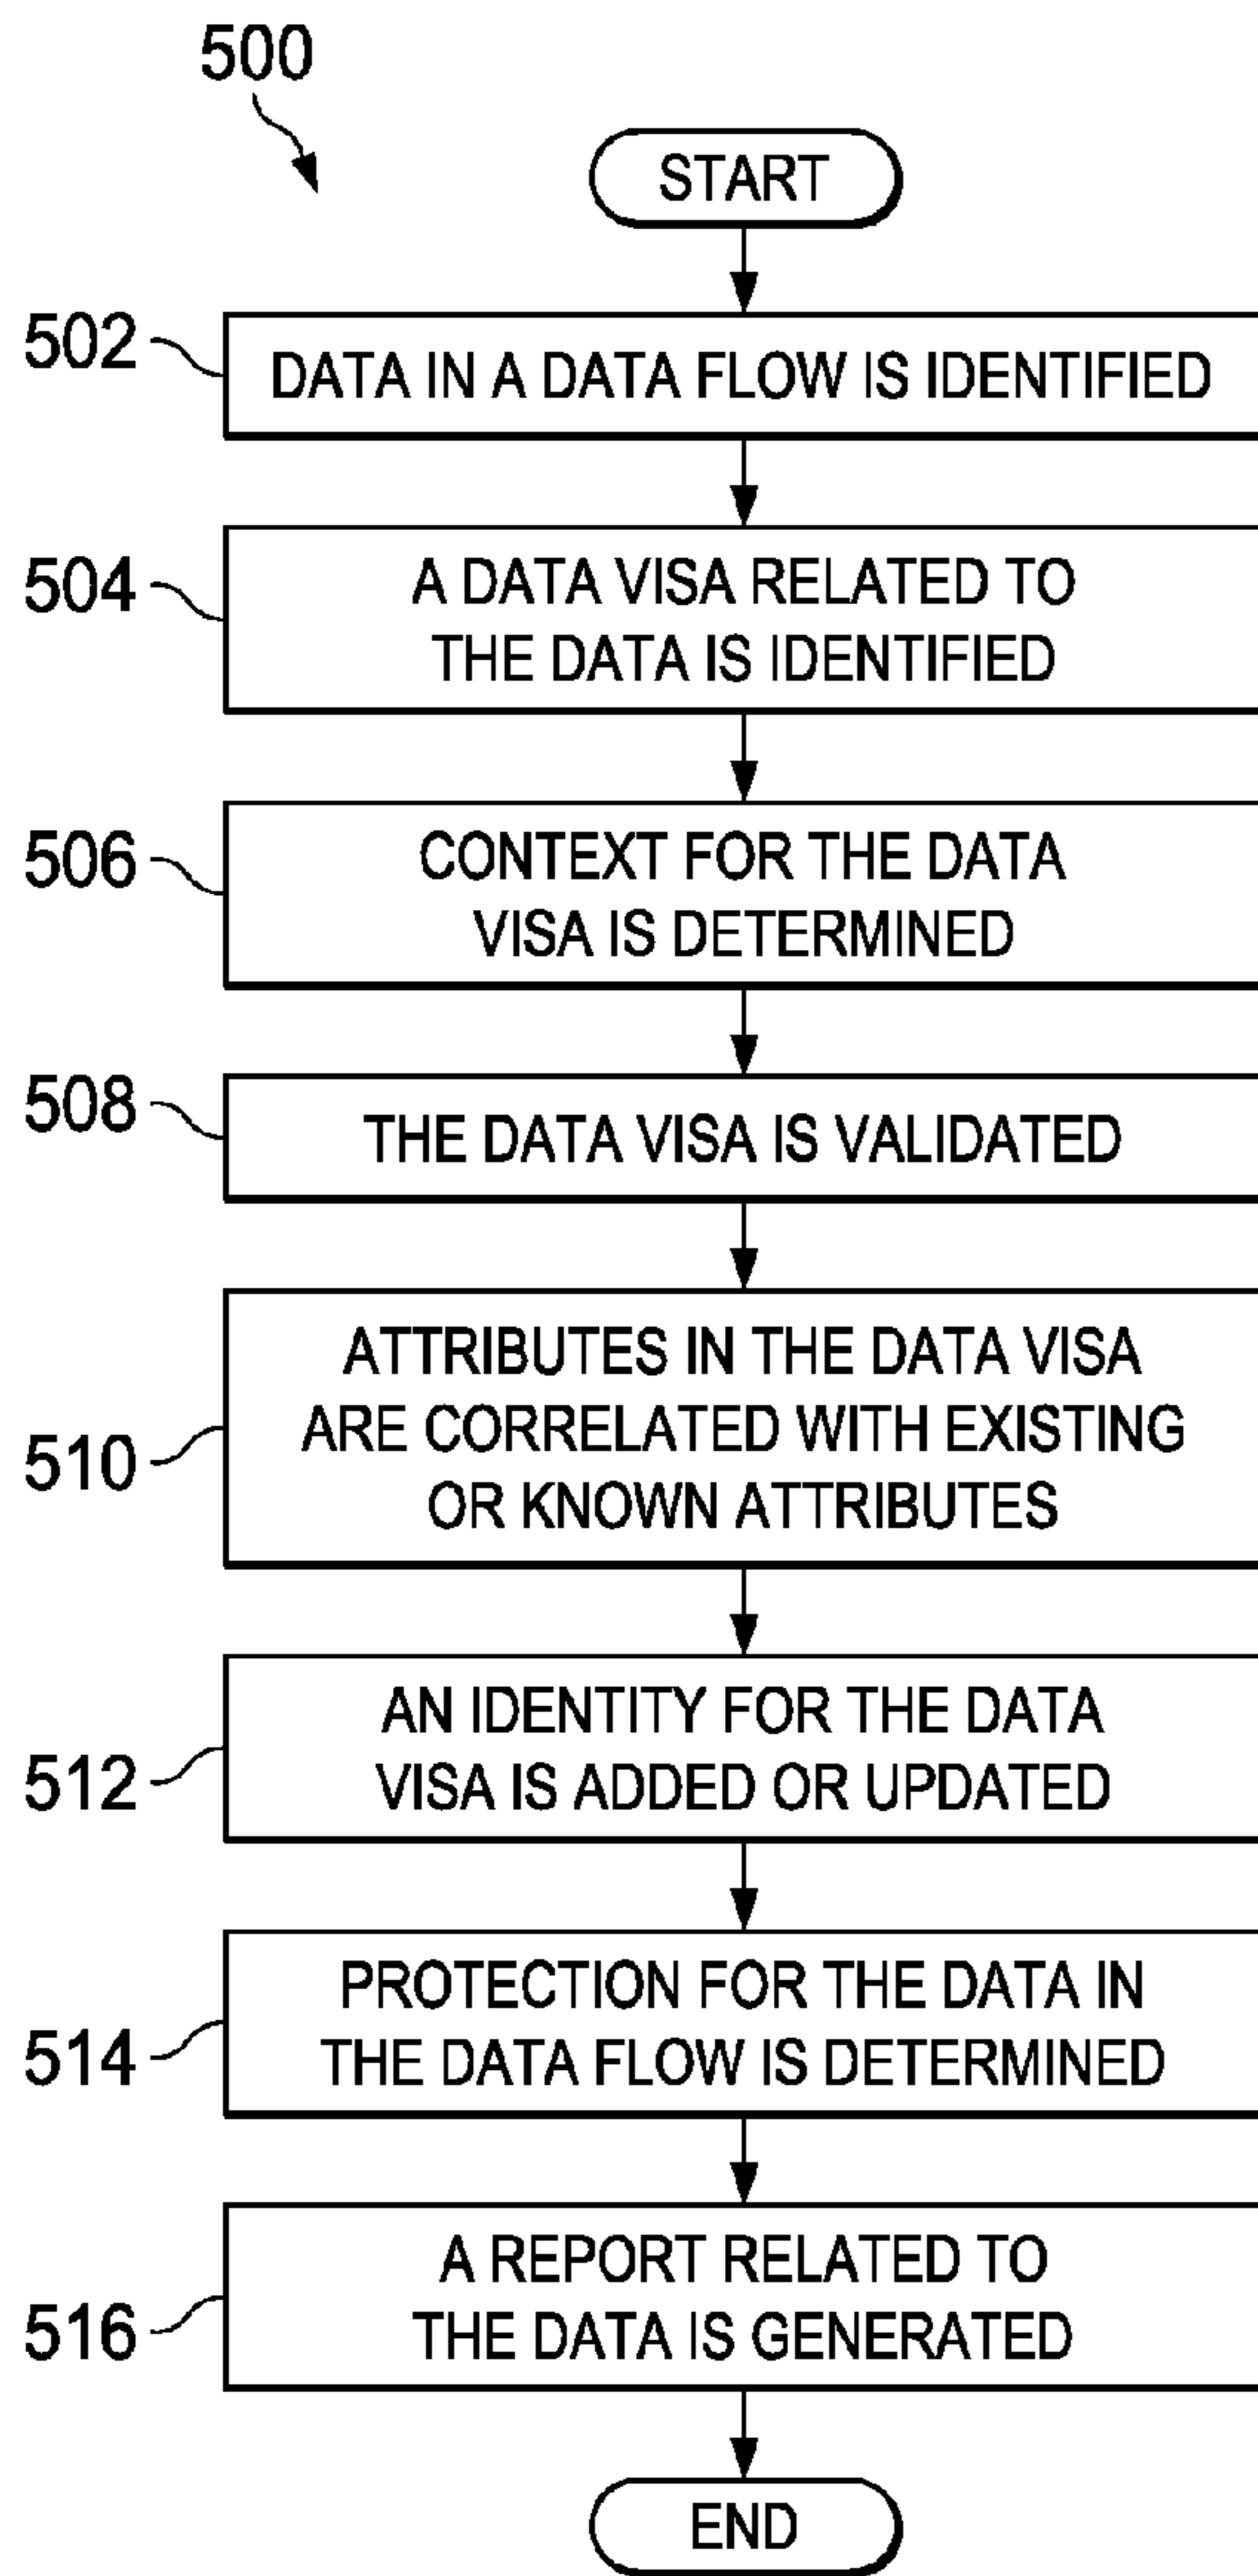 500
START
502
DATA IN A DATA FLOW IS IDENTIFIED
504
A DATA VISA RELATED TO
THE DATA IS IDENTIFIED
506
CONTEXT FOR THE DATA
VISA IS DETERMINED
508
THE DATA VISA IS VALIDATED
510
ATTRIBUTES IN THE DATA VISA
ARE CORRELATED WITH EXISTING
OR KNOWN ATTRIBUTES
512
AN IDENTITY FOR THE DATA
VISA IS ADDED OR UPDATED
514
PROTECTION FOR THE DATA IN
THE DATA FLOW IS DETERMINED
516
A REPORT RELATED TO
THE DATA IS GENERATED
END